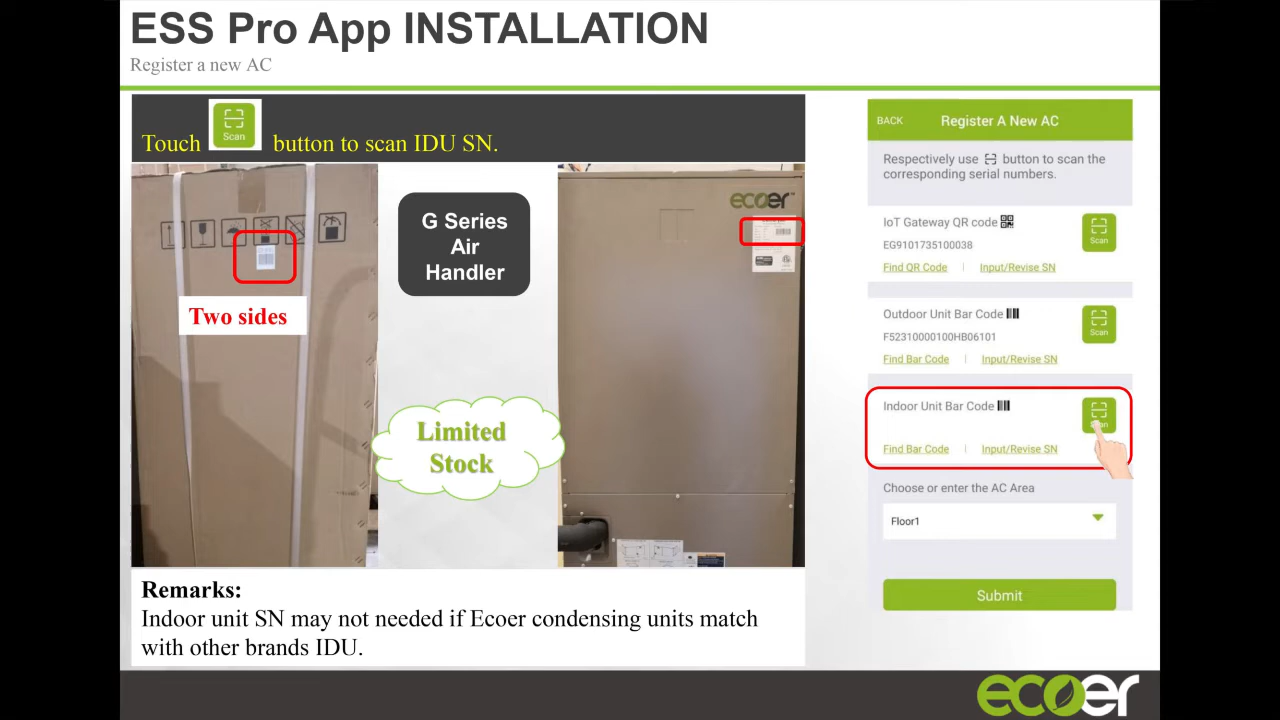 ESS Pro App INSTALLATION
Register a new AC
Touch Scan button to scan IDU SN.
G Series
Air
Handler
Two sides
Limited
Stock
ecoer
Remarks:
Indoor unit SN may not needed if Ecoer condensing units match
with other brands IDU.
BACK Register A New AC
Respectively use button to scan the
corresponding serial numbers.
IoT Gateway QR code
EG9101735100038
Scan
Find QR Code | Input/Revise SN
Outdoor Unit Bar Code
F52310000100HB06101
Scan
Find Bar Code | Input/Revise SN
Indoor Unit Bar Code
Find Bar Code | Input/Revise SN
Choose or enter the AC Area
Floor1
Submit
ecoer